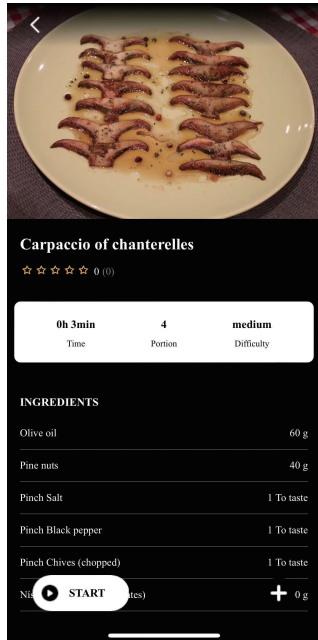 Carpaccio of chanterelles
0 (0)
0h 3min 4 medium
Time Portion Difficulty
INGREDIENTS
Olive oil 60 g
Pine nuts 40 g
Pinch Salt 1 To taste
Pinch Black pepper 1 To taste
Pinch Chives (chopped) 1 To taste
START 0 g